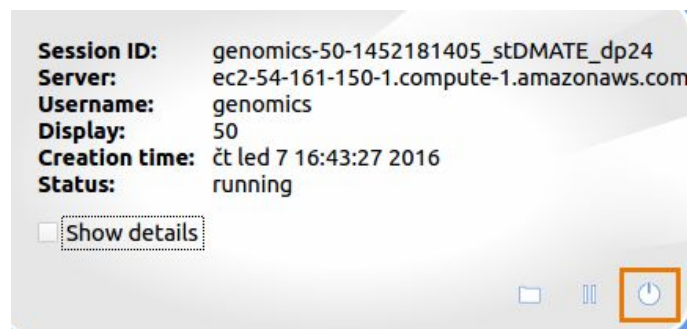 Session ID: genomics-50-1452181405_stDMATE_dp24
Server: ec2-54-161-150-1.compute-1.amazonaws.com
Username: genomics
Display: 50
Creation time: čt led 7 16:43:27 2016
Status: running
Show details